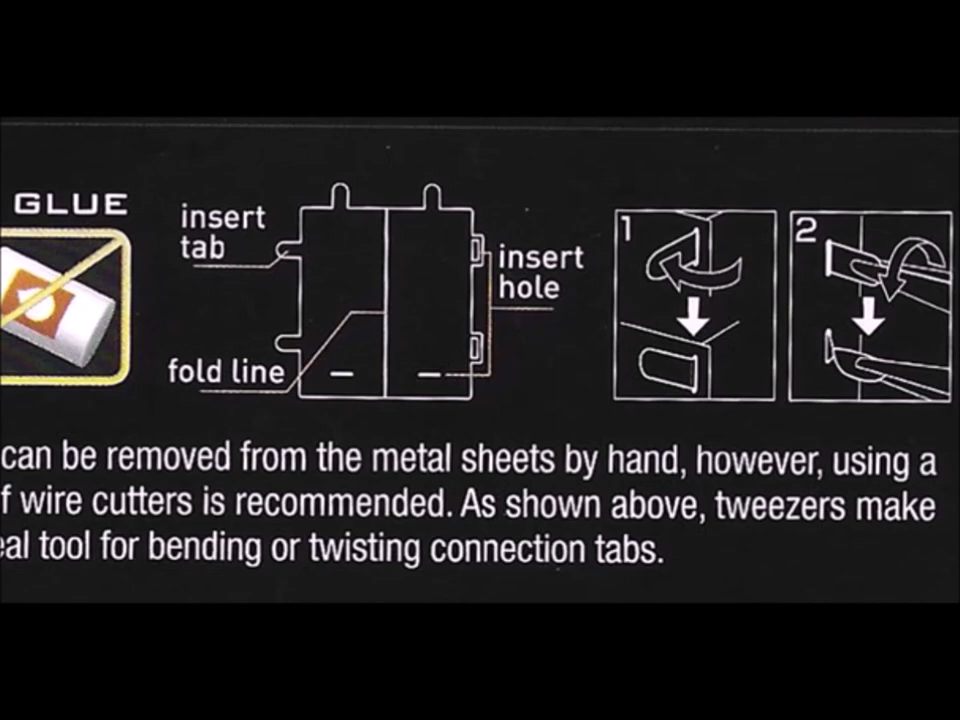 GLUE
insert
tab
insert
hole
fold line
1
2
can be removed from the metal sheets by hand, however, using a
f wire cutters is recommended. As shown above, tweezers make
eal tool for bending or twisting connection tabs.